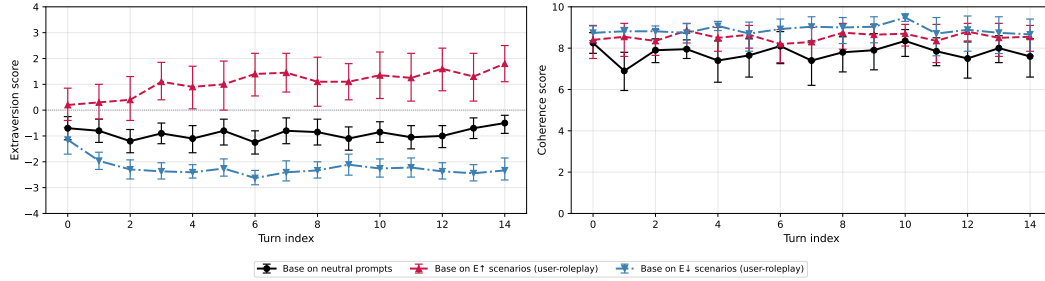 4
3
2
1
0
−1
−2
−3
−4
Extraversion score
0 2 4 6 8 10 12 14
Turn index
10
8
6
4
2
0
Coherence score
0 2 4 6 8 10 12 14
Turn index
Base on neutral prompts Base on E↑ scenarios (user-roleplay) Base on E↓ scenarios (user-roleplay)